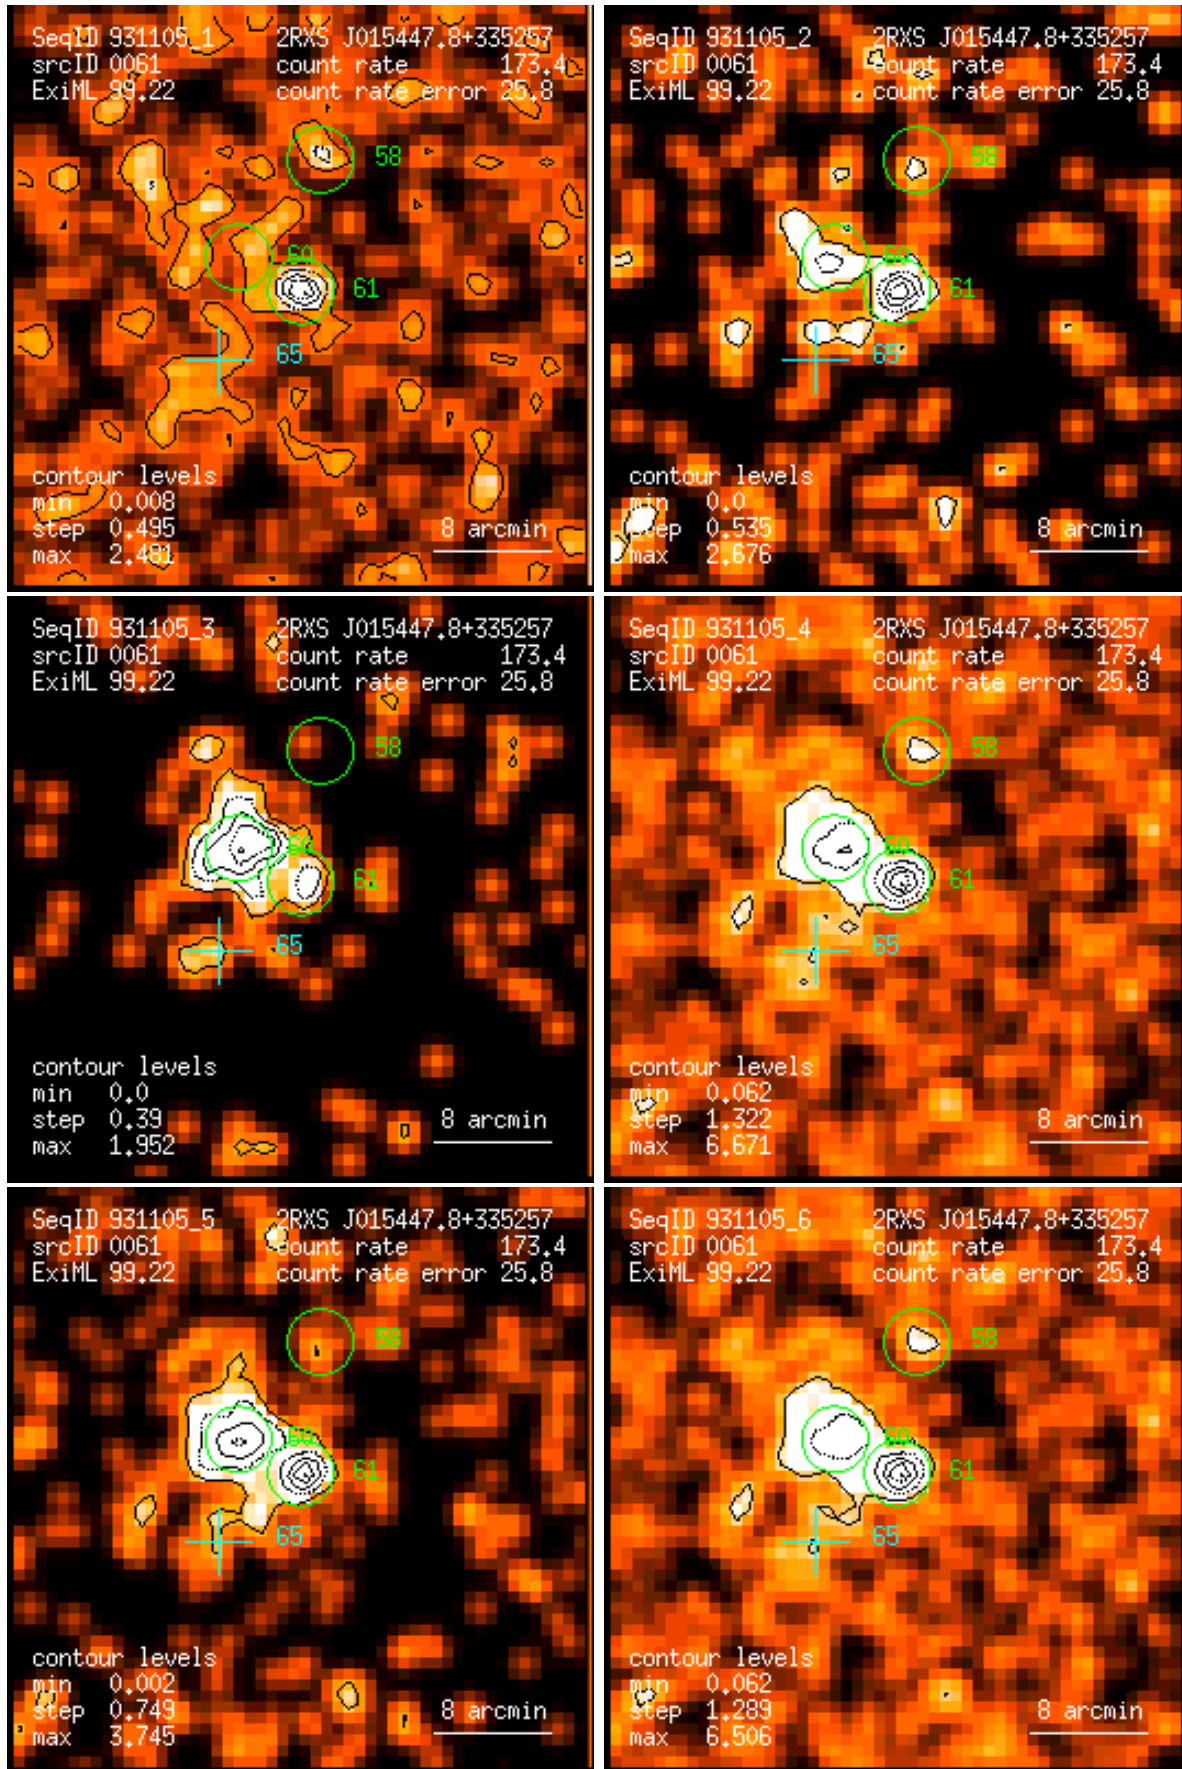 SeqID 931105_1 2RXS J015447.8+335257
srcID 0061 count rate 173.4
ExiML 99.22 count rate error 25.8
58
60
61
65
contour levels
min 0.008
step 0.495 8 arcmin
max 2.481
SeqID 931105_2 2RXS J015447.8+335257
srcID 0061 count rate 173.4
ExiML 99.22 count rate error 25.8
58
60
61
65
contour levels
min 0.0
step 0.535 8 arcmin
max 2.676
SeqID 931105_3 2RXS J015447.8+335257
srcID 0061 count rate 173.4
ExiML 99.22 count rate error 25.8
58
60
61
65
contour levels
min 0.0
step 0.39 8 arcmin
max 1.952
SeqID 931105_4 2RXS J015447.8+335257
srcID 0061 count rate 173.4
ExiML 99.22 count rate error 25.8
58
60
61
65
contour levels
min 0.062
step 1.322 8 arcmin
max 6.671
SeqID 931105_5 2RXS J015447.8+335257
srcID 0061 count rate 173.4
ExiML 99.22 count rate error 25.8
58
60
61
65
contour levels
min 0.002
step 0.749 8 arcmin
max 3.745
SeqID 931105_6 2RXS J015447.8+335257
srcID 0061 count rate 173.4
ExiML 99.22 count rate error 25.8
58
60
61
65
contour levels
min 0.062
step 1.289 8 arcmin
max 6.506